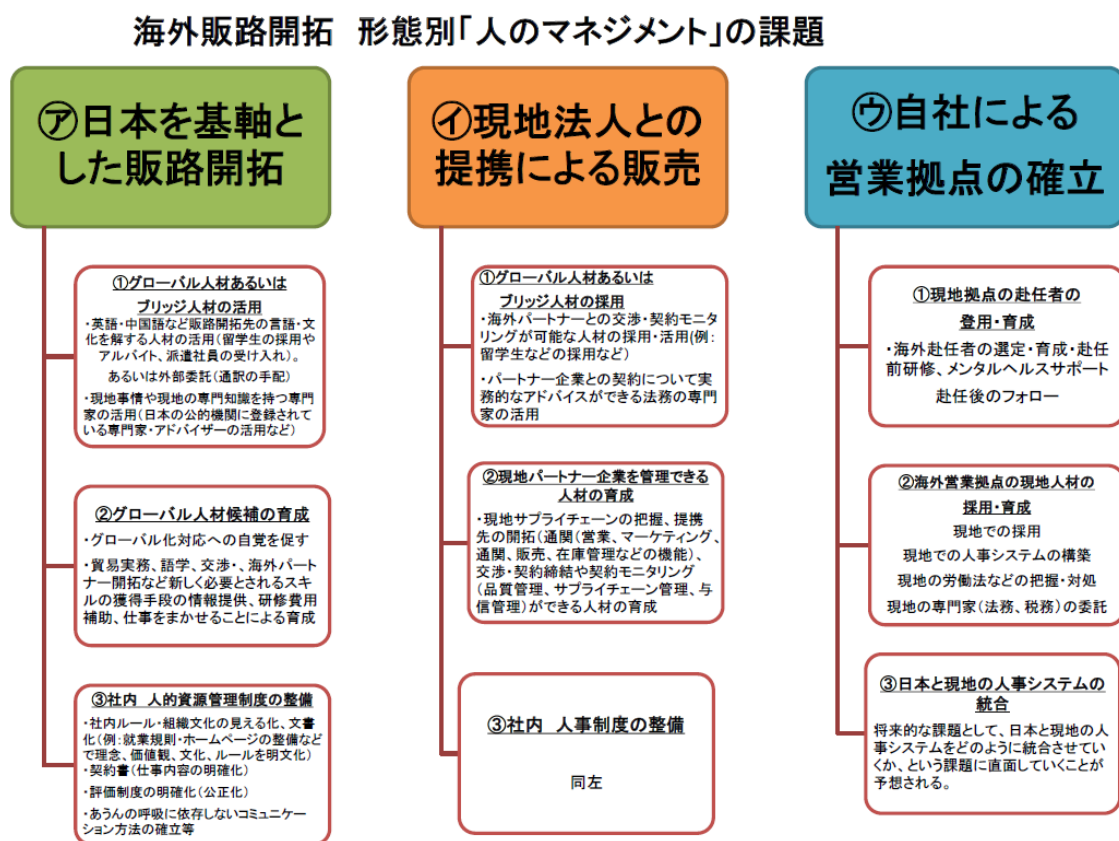 海外販路開拓　形態別「人のマネジメント」の課題
㋐日本を基軸と
した販路開拓
①グローバル人材あるいは
ブリッジ人材の活用
・英語・中国語など販路開拓先の言語・文
化を解する人材の活用（留学生の採用や
アルバイト、派遣社員の受け入れ）。
あるいは外部委託（通訳の手配）
・現地事情や現地の専門知識を持つ専門
家の活用（日本の公的機関に登録されて
いる専門家・アドバイザーの活用など）
②グローバル人材候補の育成
・グローバル化対応への自覚を促す
・貿易実務、語学、交渉・、海外パート
ナー開拓など新しく必要とされるスキ
ルの獲得手段の情報提供、研修費用
補助、仕事をまかせることによる育成
③社内　人的資源管理制度の整備
・社内ルール・組織文化の見える化、文書
化（例：就業規則・ホームページの整備など
で理念、価値観、文化、ルールを明文化）
・契約書（仕事内容の明確化）
・評価制度の明確化（公正化）
・あうんの呼吸に依存しないコミュニケー
ション方法の確立等
㋑現地法人との
提携による販売
①グローバル人材あるいは
ブリッジ人材の採用
・海外パートナーとの交渉・契約モニタ
リングが可能な人材の採用・活用(例：
留学生などの採用など）
・パートナー企業との契約について実
務的なアドバイスができる法務の専門
家の活用
②現地パートナー企業を管理できる
人材の育成
・現地サプライチェーンの把握、提携
先の開拓（通関（営業、マーケティング、
通関、販売、在庫管理などの機能）、
交渉・契約締結や契約モニタリング
（品質管理、サプライチェーン管理、与
信管理）ができる人材の育成
③社内　人事制度の整備
同左
㋒自社による
営業拠点の確立
①現地拠点の赴任者の
登用・育成
・海外赴任者の選定・育成・赴任
前研修、メンタルヘルスサポート
赴任後のフォロー
②海外営業拠点の現地人材の
採用・育成
現地での採用
現地での人事システムの構築
現地の労働法などの把握・対処
現地の専門家（法務、税務）の委託
③日本と現地の人事システムの
統合
将来的な課題として、日本と現地の人
事システムをどのように統合させてい
くか、という課題に直面していくことが
予想される。